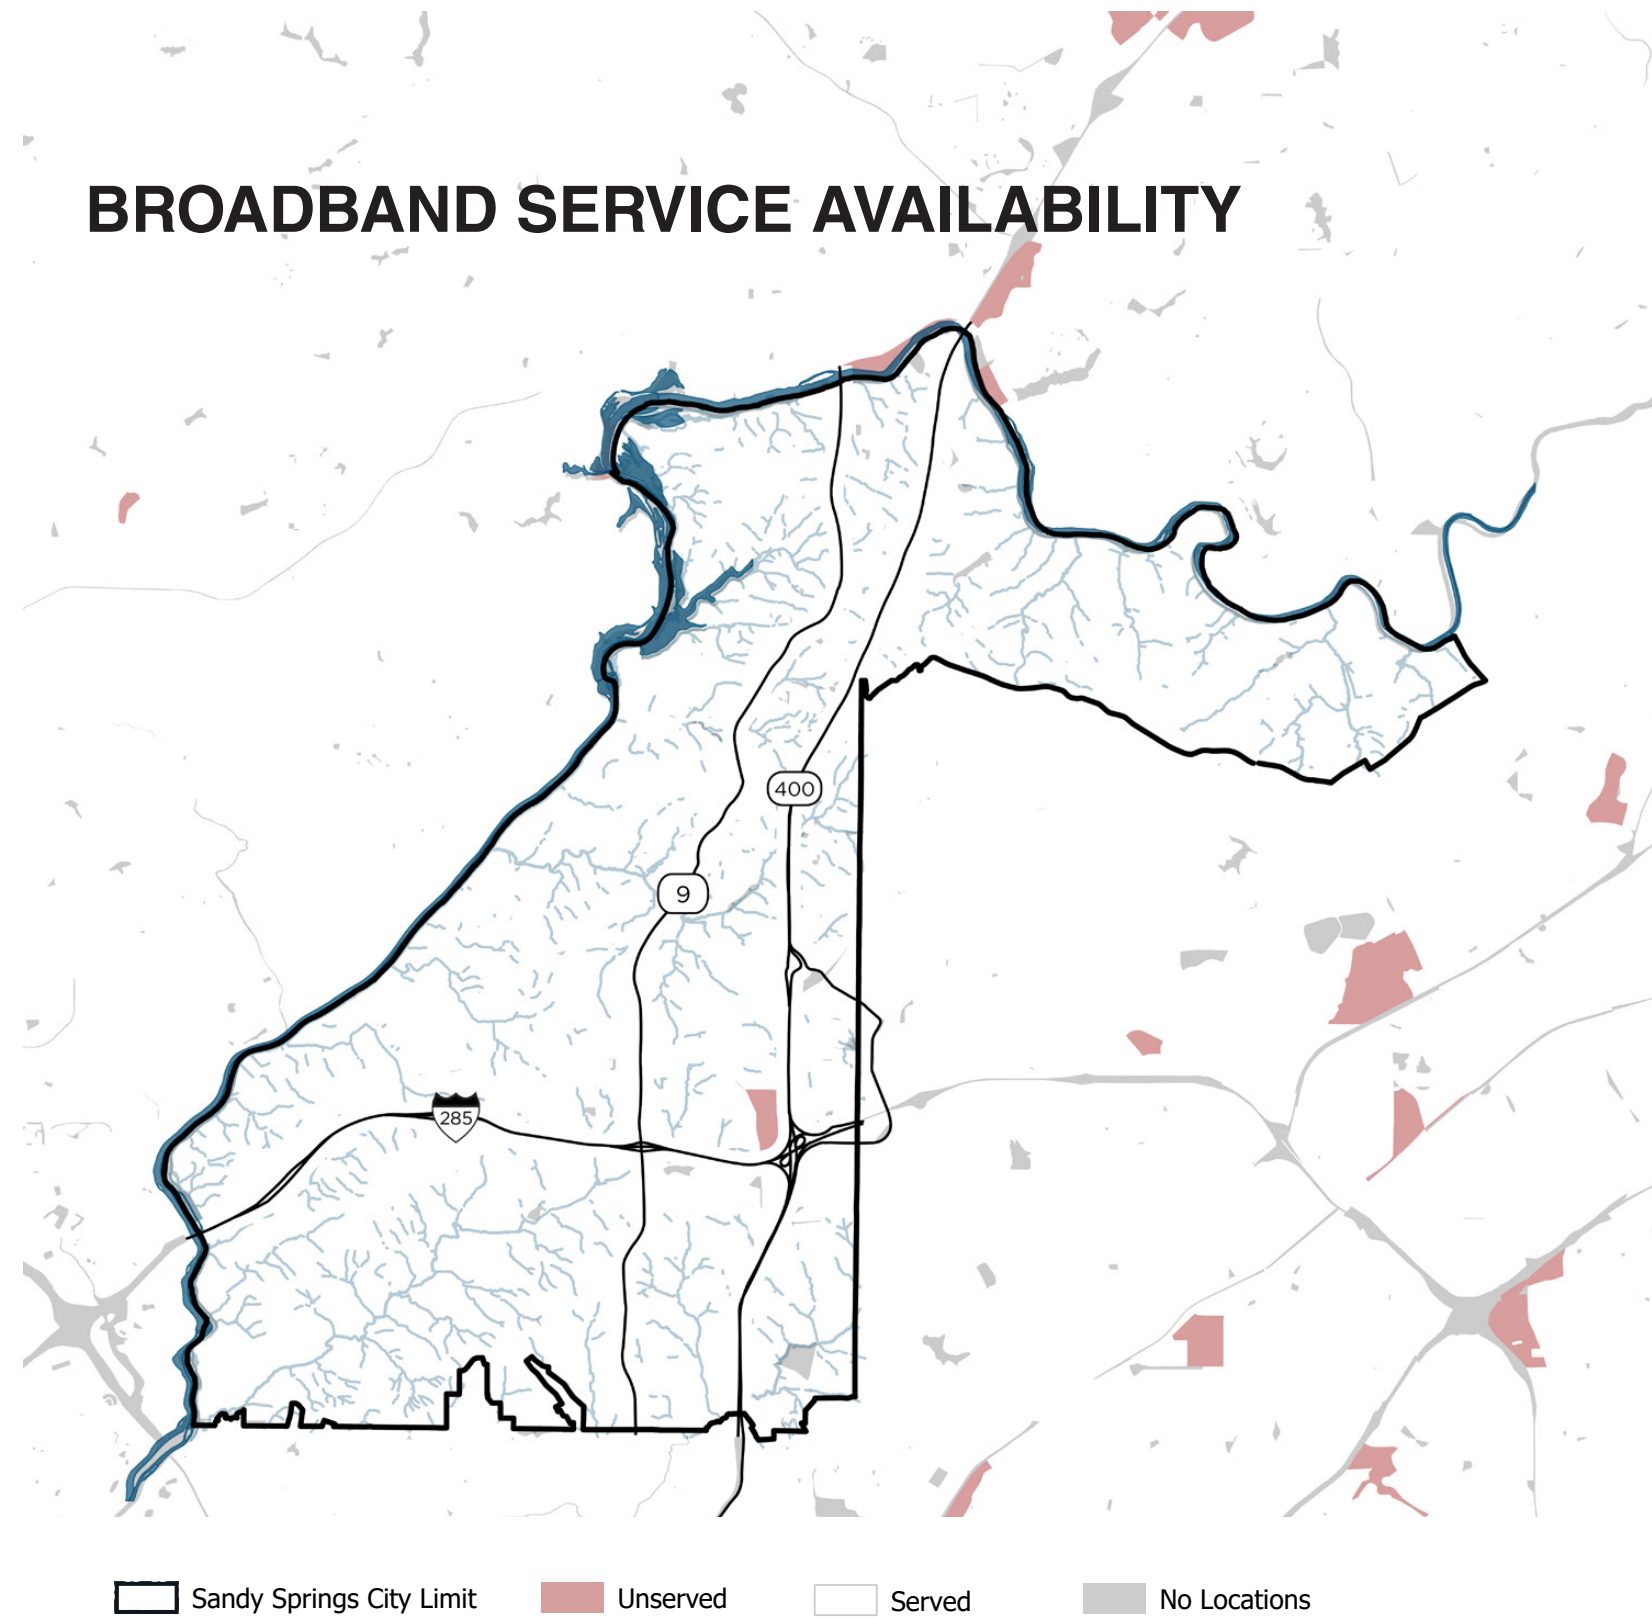 BROADBAND SERVICE AVAILABILITY
400
9
285
Sandy Springs City Limit
Unserved
Served
No Locations